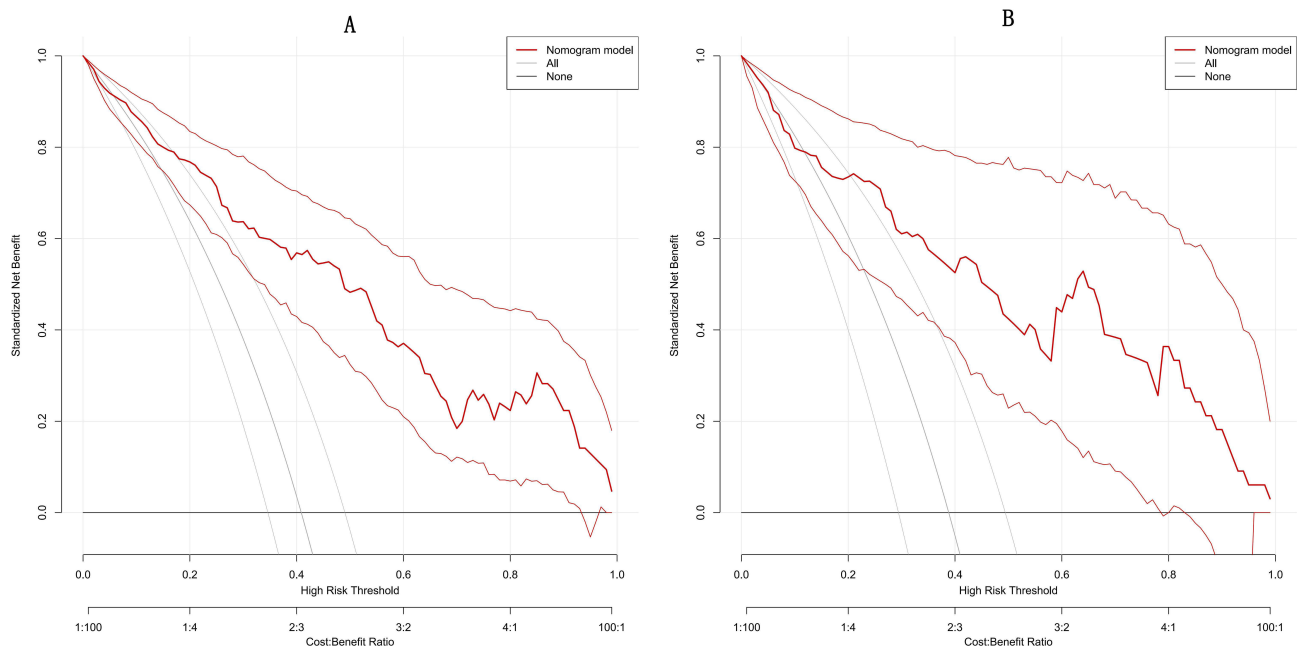 A
Nomogram model
All
None
Standardized Net Benefit
1.0
0.8
0.6
0.4
0.2
0.0
0.0 0.2 0.4 0.6 0.8 1.0
High Risk Threshold
1:100 1:4 2:3 3:2 4:1 100:1
Cost:Benefit Ratio
B
Nomogram model
All
None
Standardized Net Benefit
1.0
0.8
0.6
0.4
0.2
0.0
0.0 0.2 0.4 0.6 0.8 1.0
High Risk Threshold
1:100 1:4 2:3 3:2 4:1 100:1
Cost:Benefit Ratio